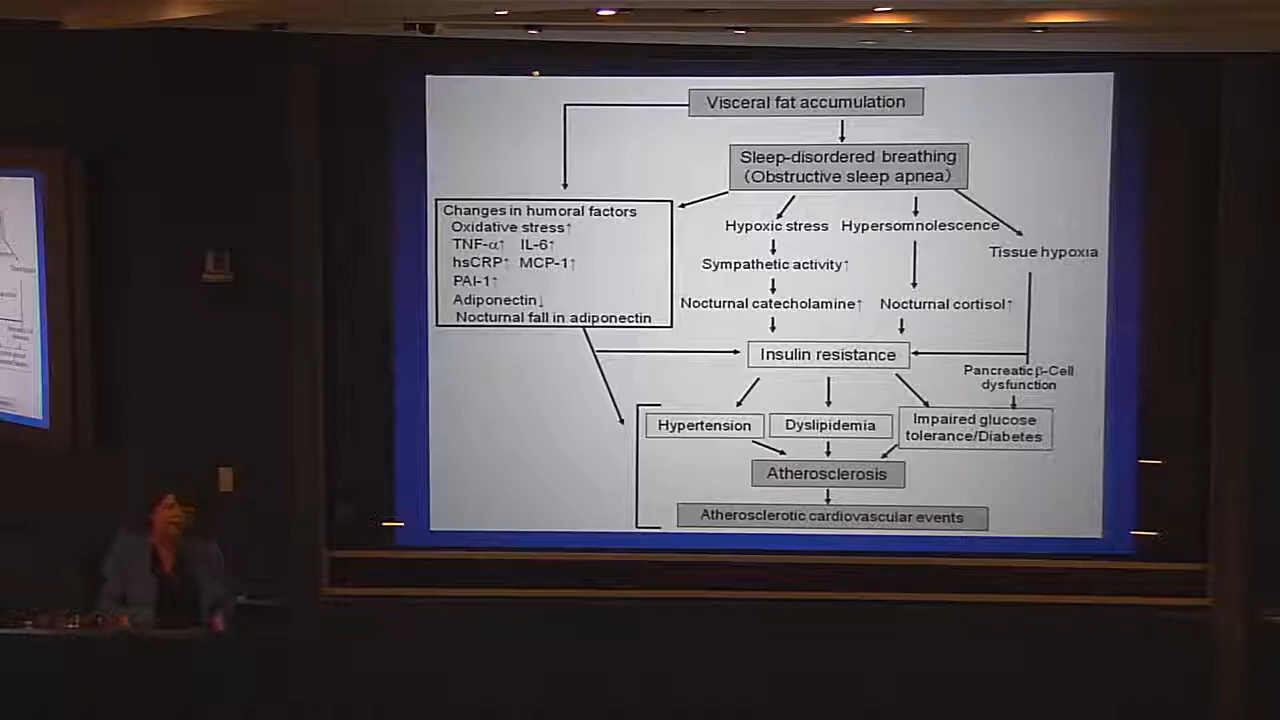 Visceral fat accumulation
Sleep-disordered breathing
(Obstructive sleep apnea)
Changes in humoral factors
Oxidative stress↑
TNF-α↑ IL-6↑
hsCRP↑ MCP-1↑
PAI-1↑
Adiponectin↓
Nocturnal fall in adiponectin
Hypoxic stress
Hypersomnolescence
Tissue hypoxia
Sympathetic activity↑
Nocturnal catecholamine↑
Nocturnal cortisol↑
Insulin resistance
Pancreatic β-Cell
dysfunction
Hypertension
Dyslipidemia
Impaired glucose
tolerance/Diabetes
Atherosclerosis
Atherosclerotic cardiovascular events